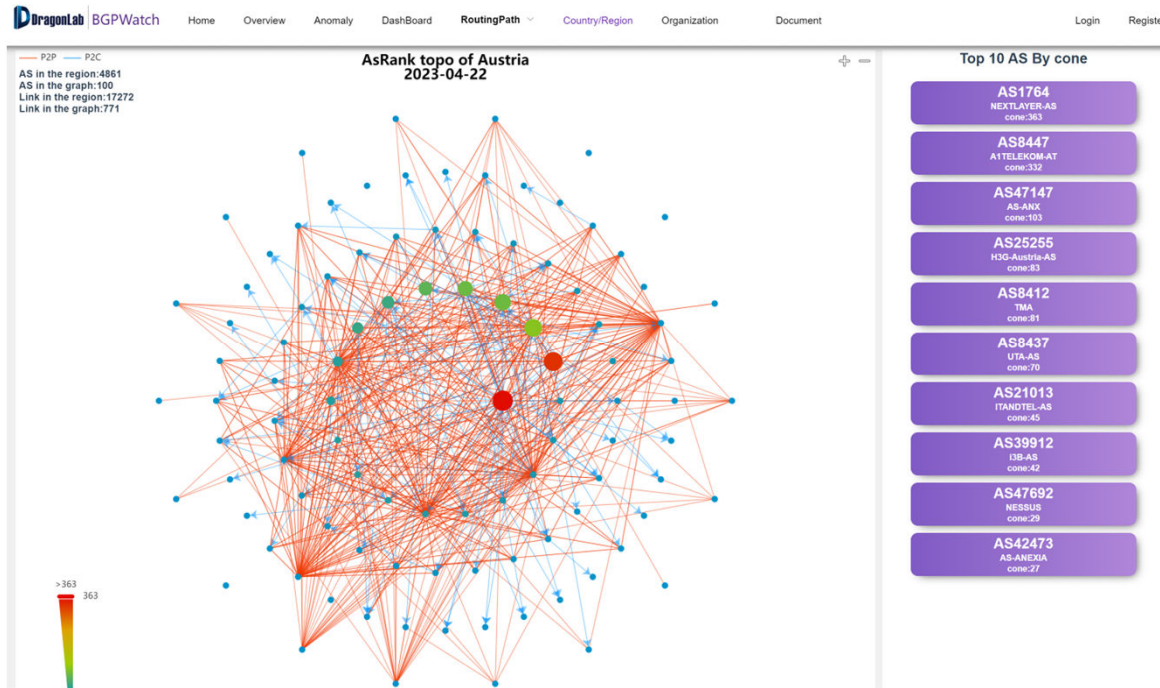 DragonLab BGPWatch Home Overview Anomaly DashBoard RoutingPath Country/Region Organization Document Login Registe
P2P P2C
AS in the region:4861
AS in the graph:100
Link in the region:17272
Link in the graph:771
AsRank topo of Austria
2023-04-22
>363
363
Top 10 AS By cone
AS1764
NEXTLAYER-AS
cone:363
AS8447
A1TELEKOM-AT
cone:332
AS47147
AS-ANX
cone:103
AS25255
H3G-Austria-AS
cone:83
AS8412
TMA
cone:81
AS8437
UTA-AS
cone:70
AS21013
ITANDTEL-AS
cone:45
AS39912
I3B-AS
cone:42
AS47692
NESSUS
cone:29
AS42473
AS-ANEXIA
cone:27